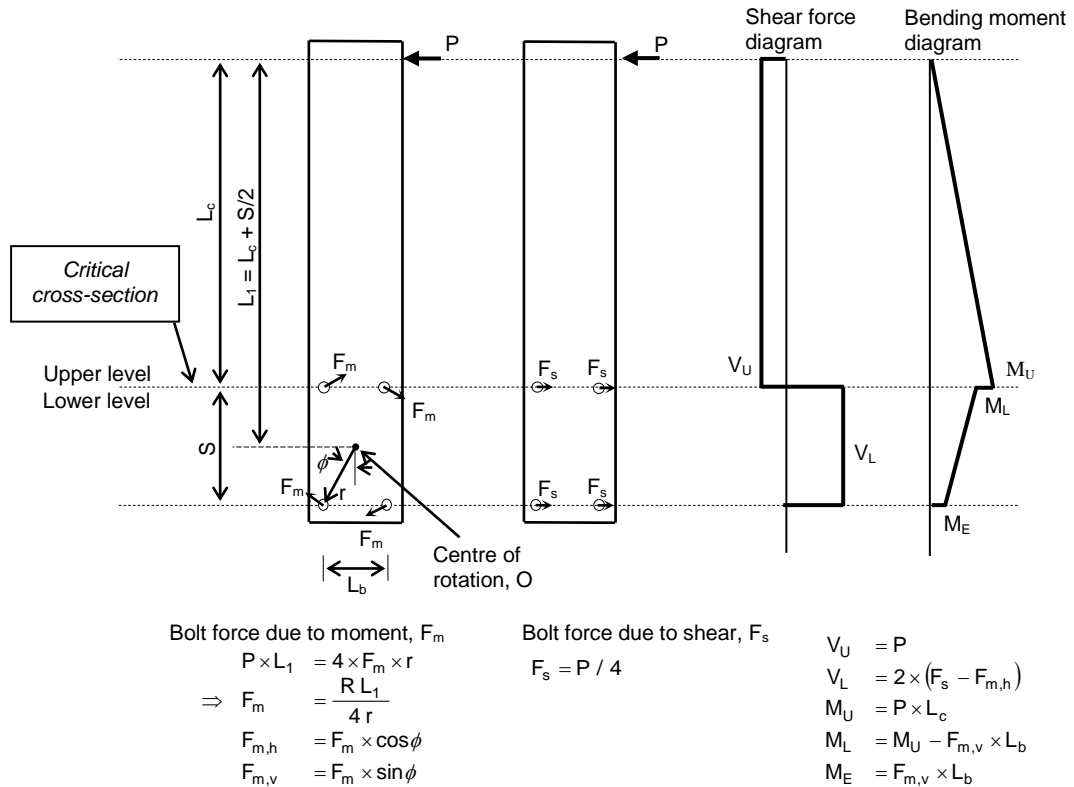 Shear force
diagram
Bending moment
diagram
P
P
L_c
L_1 = L_c + S/2
Critical
cross-section
Upper level
Lower level
F_m
F_m
F_s
F_s
V_U
M_U
M_L
S
ϕ
r
V_L
F_m
F_m
F_s
F_s
M_E
L_b
Centre of
rotation, O
Bolt force due to moment, F_m
P × L_1 = 4 × F_m × r
⇒ F_m = R L_1 / 4 r
F_m,h = F_m × cosϕ
F_m,v = F_m × sinϕ
Bolt force due to shear, F_s
F_s = P / 4
V_U = P
V_L = 2 × (F_s − F_m,h)
M_U = P × L_c
M_L = M_U − F_m,v × L_b
M_E = F_m,v × L_b